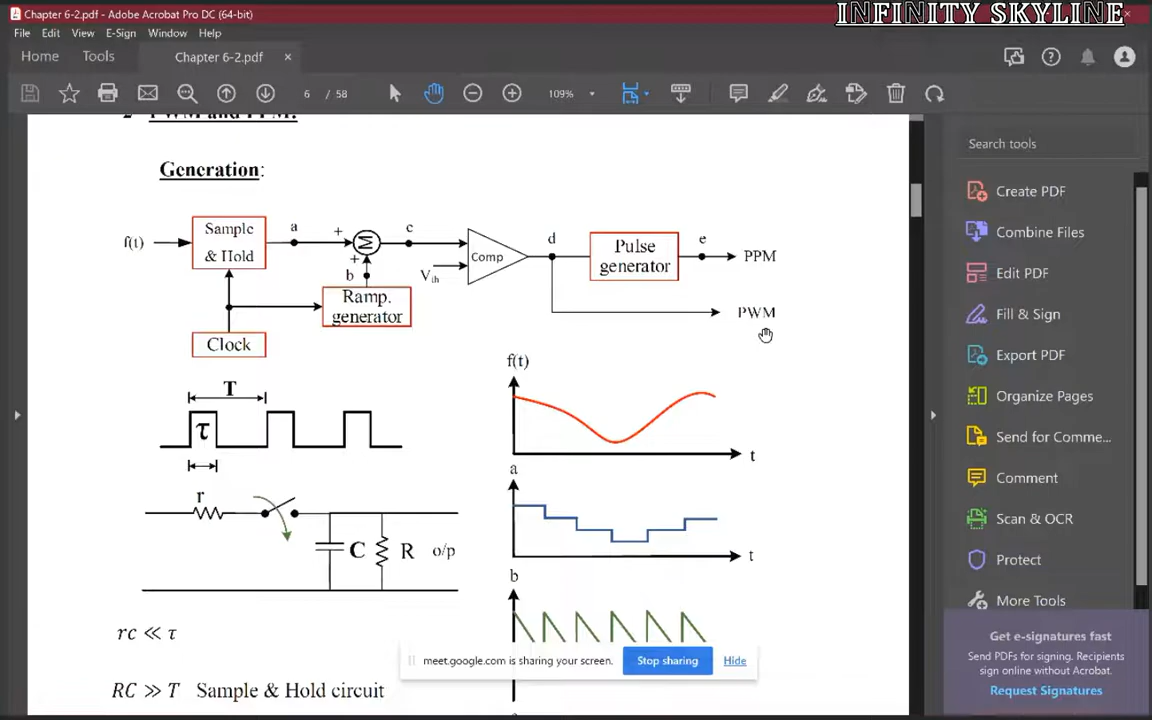 Chapter 6-2.pdf - Adobe Acrobat Pro DC (64-bit)
INFINITY SKYLINE
File Edit View E-Sign Window Help
Home Tools Chapter 6-2.pdf ×
6 / 58 109%
2 PWM and PPM:
Search tools
Generation:
Create PDF
Combine Files
Edit PDF
Fill & Sign
Export PDF
Organize Pages
Send for Comme...
Comment
Scan & OCR
Protect
More Tools
Get e-signatures fast
Send PDFs for signing. Recipients
sign online without Acrobat.
Request Signatures
f(t)
Sample
& Hold
a
+
+
Σ
b
c
Vth
Comp
d
Pulse
generator
e
PPM
PWM
Ramp.
generator
Clock
T
τ
f(t)
t
a
t
b
r
C
R
o/p
rc ≪ τ
RC ≫ T Sample & Hold circuit
meet.google.com is sharing your screen. Stop sharing Hide